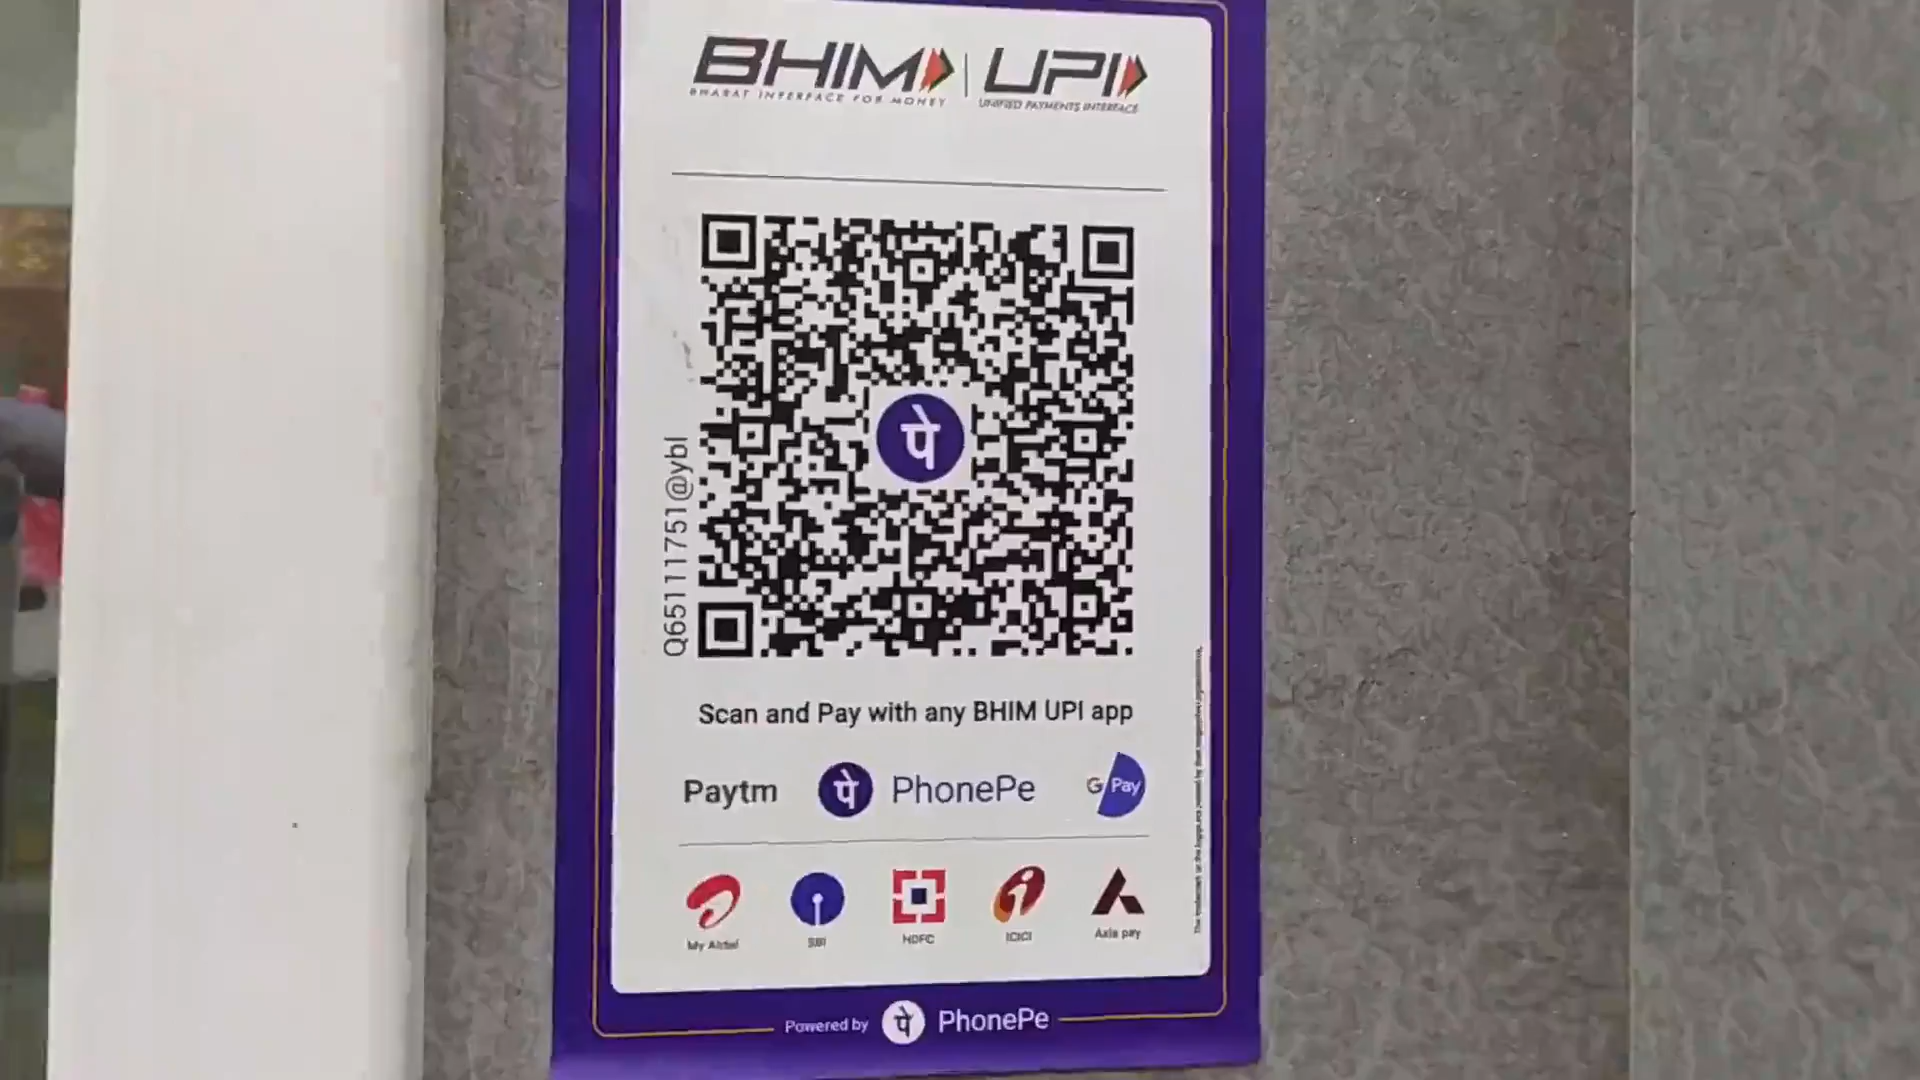 BHIM UPI
BHARAT INTERFACE FOR MONEY UNIFIED PAYMENTS INTERFACE
Q65111751@ybl
पे
Scan and Pay with any BHIM UPI app
Paytm पे PhonePe G Pay
My Airtel SBI HDFC ICICI Axis pay
Powered by पे PhonePe